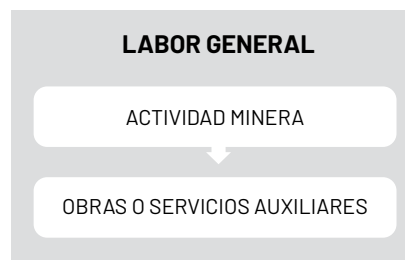 LABOR GENERAL
ACTIVIDAD MINERA
OBRAS O SERVICIOS AUXILIARES